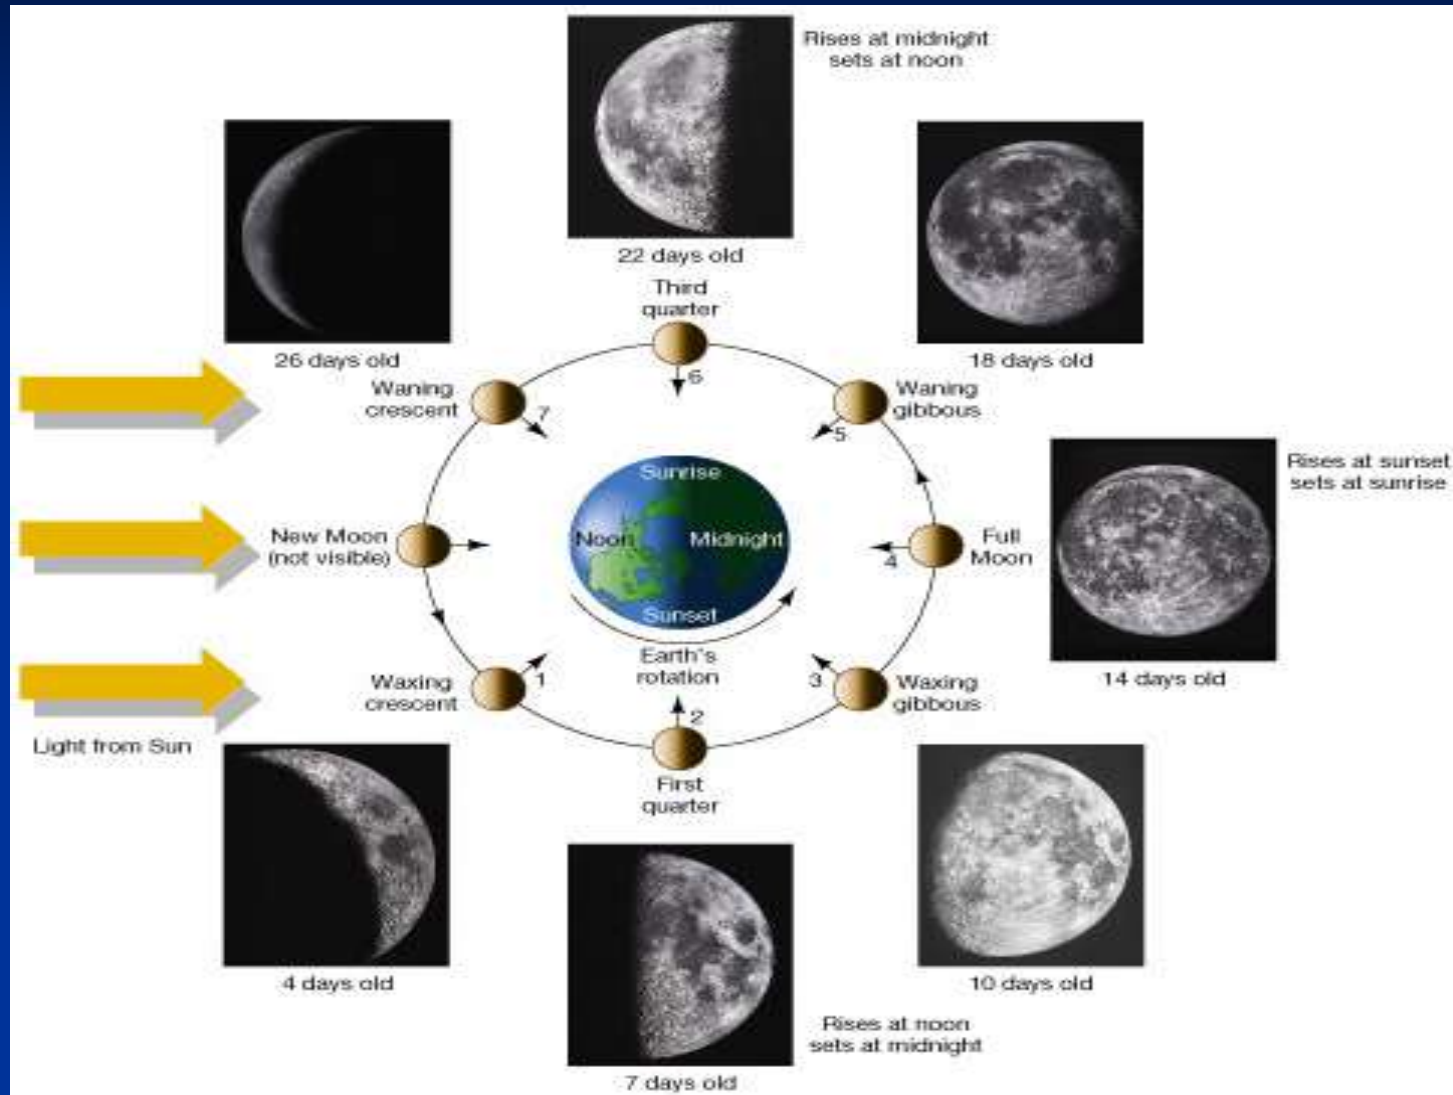 Rises at midnight
sets at noon
22 days old
Third
quarter
6
26 days old
Waning
crescent
7
18 days old
Waning
gibbous
5
Rises at sunset
sets at sunrise
Sunrise
New Moon
(not visible)
Noon
Midnight
4
Full
Moon
Sunset
Earth's
rotation
14 days old
Waxing
crescent
1
3
Waxing
gibbous
2
Light from Sun
First
quarter
4 days old
10 days old
Rises at noon
sets at midnight
7 days old